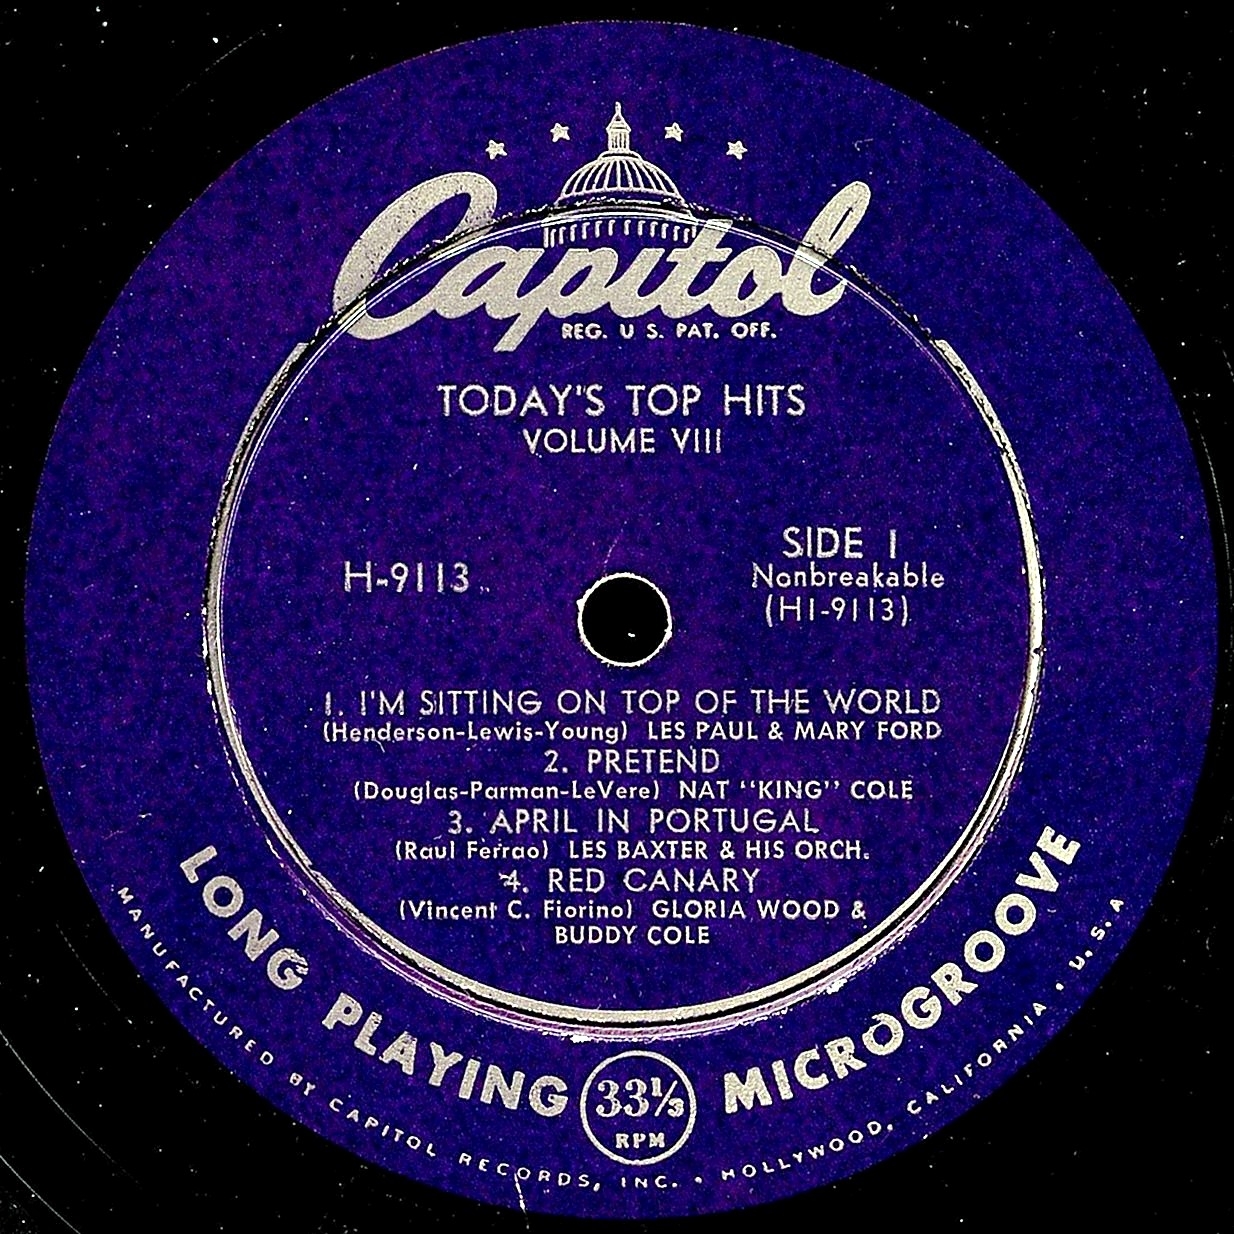 Capitol
REG. U S. PAT. OFF.
TODAY'S TOP HITS
VOLUME VIII
H-9113
SIDE 1
Nonbreakable
(H1-9113)
1. I'M SITTING ON TOP OF THE WORLD
(Henderson-Lewis-Young) LES PAUL & MARY FORD
2. PRETEND
(Douglas-Parman-LeVere) NAT "KING" COLE
3. APRIL IN PORTUGAL
(Raul Ferrao) LES BAXTER & HIS ORCH.
4. RED CANARY
(Vincent C. Fiorino) GLORIA WOOD &
BUDDY COLE
LONG PLAYING 33⅓ RPM MICROGROOVE
MANUFACTURED BY CAPITOL RECORDS, INC. • HOLLYWOOD, CALIFORNIA • U.S.A